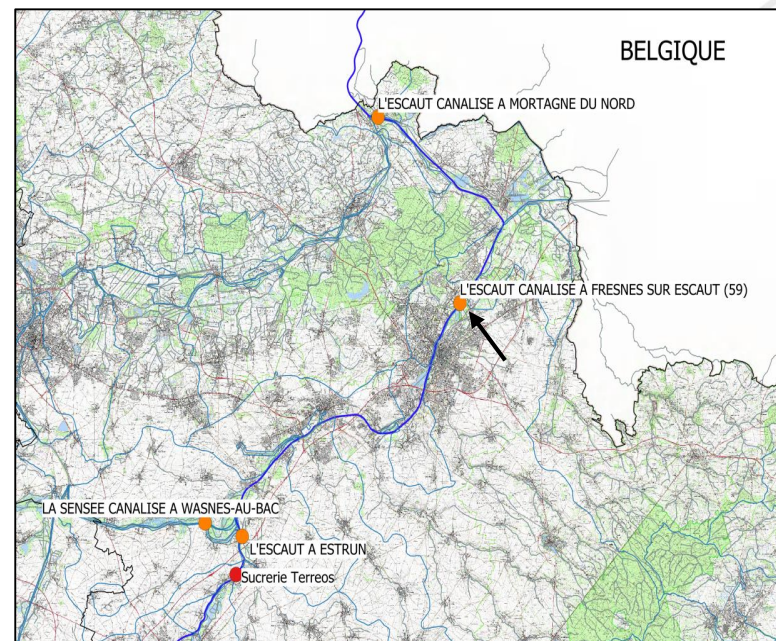 BELGIQUE
L'ESCAUT CANALISE A MORTAGNE DU NORD
L'ESCAUT CANALISE A FRESNES SUR ESCAUT (59)
LA SENSEE CANALISE A WASNES-AU-BAC
L'ESCAUT A ESTRUN
Sucrerie Terreos